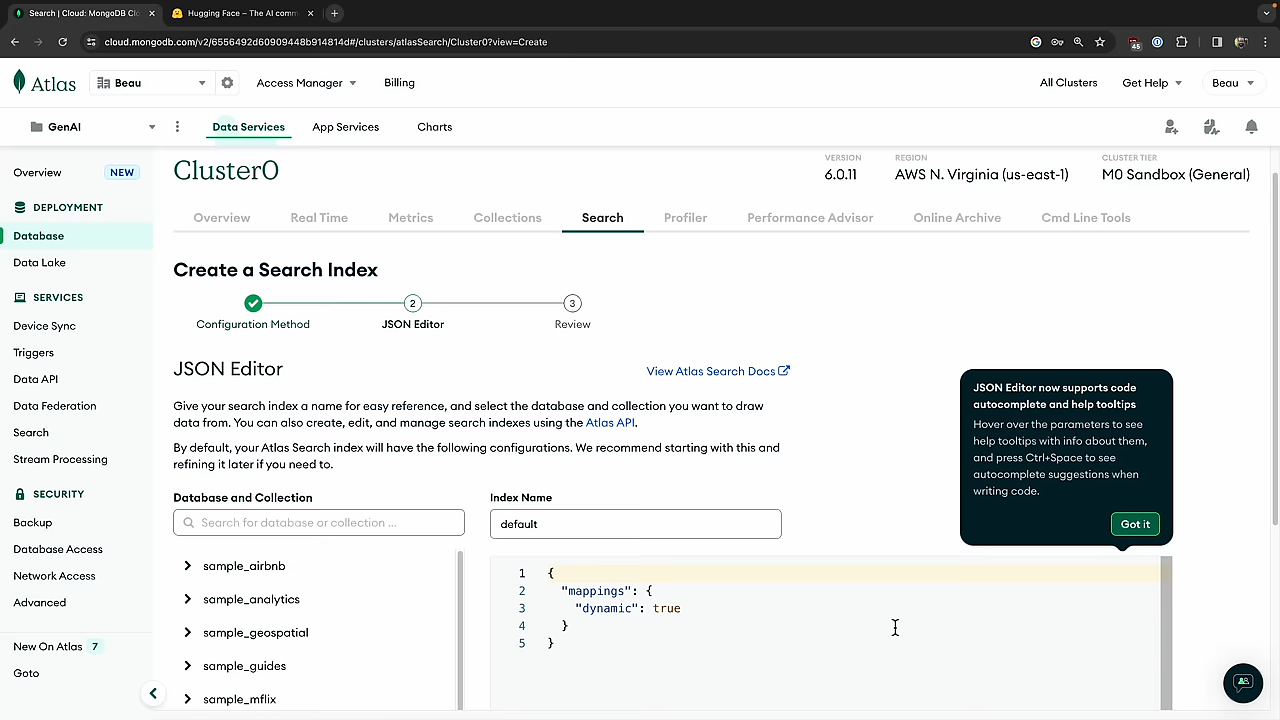 Search | Cloud: MongoDB Clo
Hugging Face – The AI comm
cloud.mongodb.com/v2/6556492d60909448b914814d#/clusters/atlasSearch/Cluster0?view=Create
45
Atlas
Beau
Access Manager
Billing
All Clusters
Get Help
Beau
GenAI
Data Services
App Services
Charts
Overview
NEW
DEPLOYMENT
Database
Data Lake
SERVICES
Device Sync
Triggers
Data API
Data Federation
Search
Stream Processing
SECURITY
Backup
Database Access
Network Access
Advanced
New On Atlas 7
Goto
Cluster0
VERSION
6.0.11
REGION
AWS N. Virginia (us-east-1)
CLUSTER TIER
M0 Sandbox (General)
Overview
Real Time
Metrics
Collections
Search
Profiler
Performance Advisor
Online Archive
Cmd Line Tools
Create a Search Index
2
3
Configuration Method
JSON Editor
Review
JSON Editor
View Atlas Search Docs
Give your search index a name for easy reference, and select the database and collection you want to draw
data from. You can also create, edit, and manage search indexes using the Atlas API.
By default, your Atlas Search index will have the following configurations. We recommend starting with this and
refining it later if you need to.
Database and Collection
Search for database or collection ...
sample_airbnb
sample_analytics
sample_geospatial
sample_guides
sample_mflix
Index Name
default
1 {
2 "mappings": {
3 "dynamic": true
4 }
5 }
JSON Editor now supports code
autocomplete and help tooltips
Hover over the parameters to see
help tooltips with info about them,
and press Ctrl+Space to see
autocomplete suggestions when
writing code.
Got it